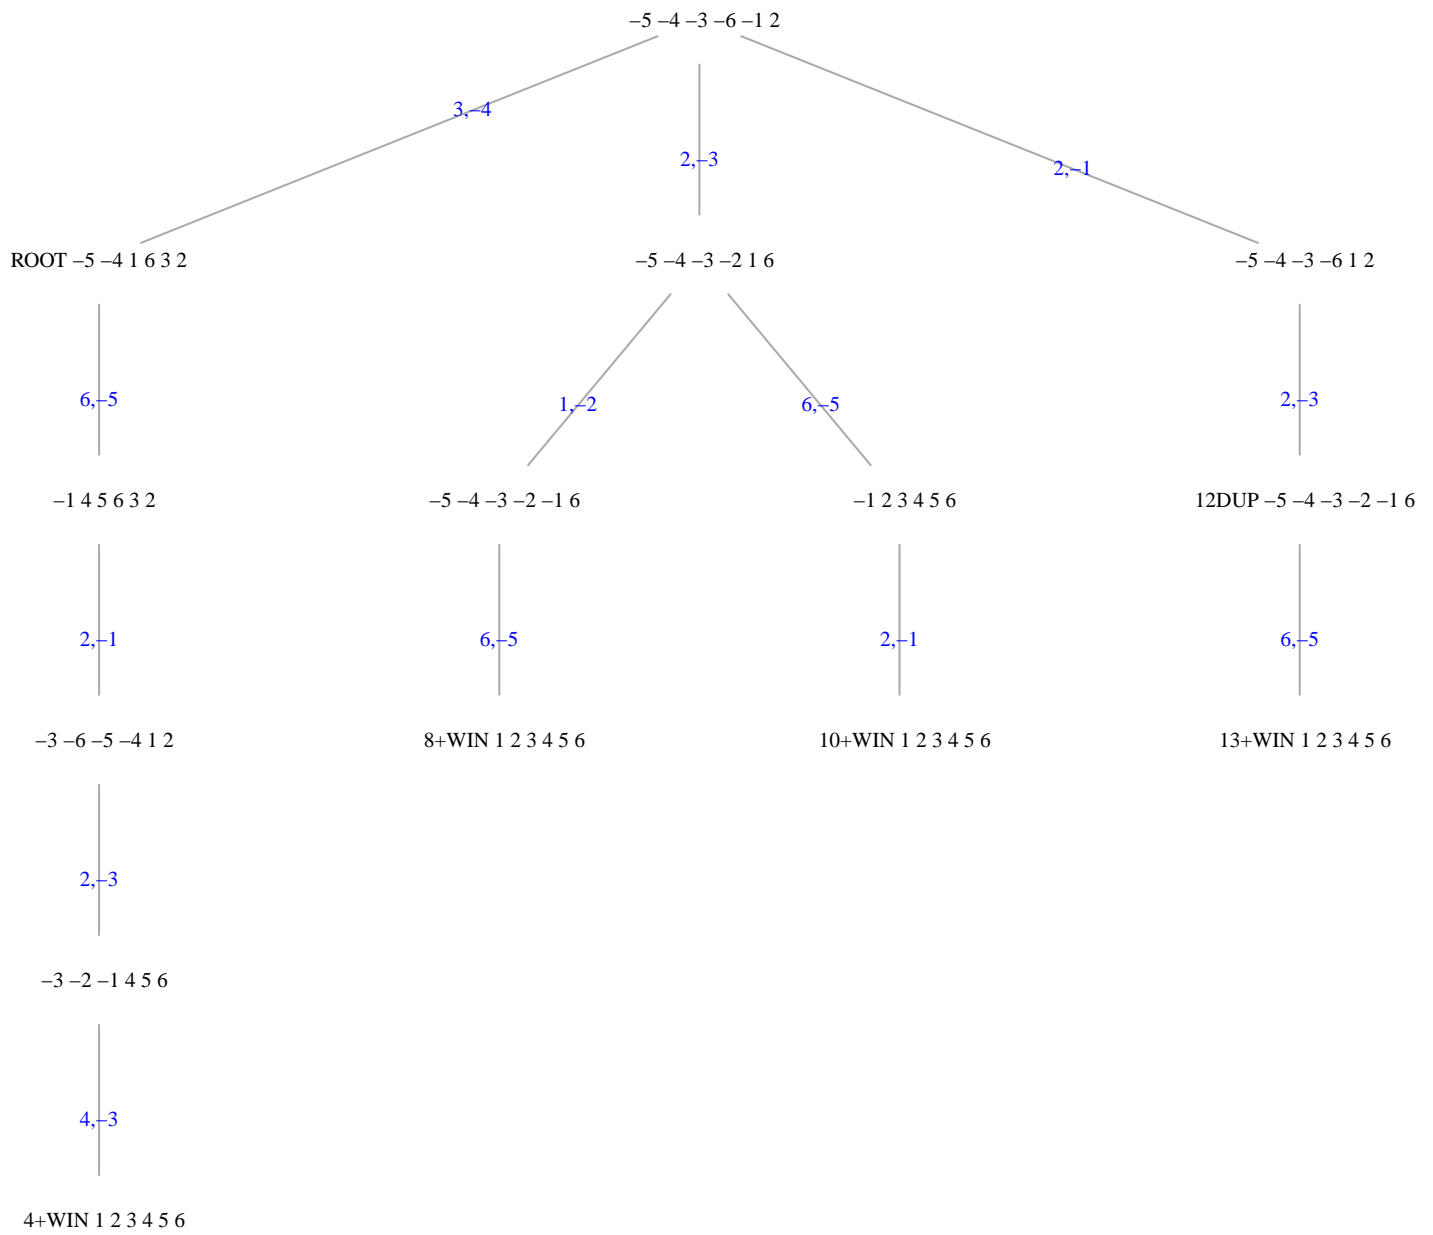 –5 –4 –3 –6 –1 2
3,–4
2,–3
2,–1
ROOT –5 –4 1 6 3 2
–5 –4 –3 –2 1 6
–5 –4 –3 –6 1 2
6,–5
1,–2
6,–5
2,–3
–1 4 5 6 3 2
–5 –4 –3 –2 –1 6
–1 2 3 4 5 6
12DUP –5 –4 –3 –2 –1 6
2,–1
6,–5
2,–1
6,–5
–3 –6 –5 –4 1 2
8+WIN 1 2 3 4 5 6
10+WIN 1 2 3 4 5 6
13+WIN 1 2 3 4 5 6
2,–3
–3 –2 –1 4 5 6
4,–3
4+WIN 1 2 3 4 5 6